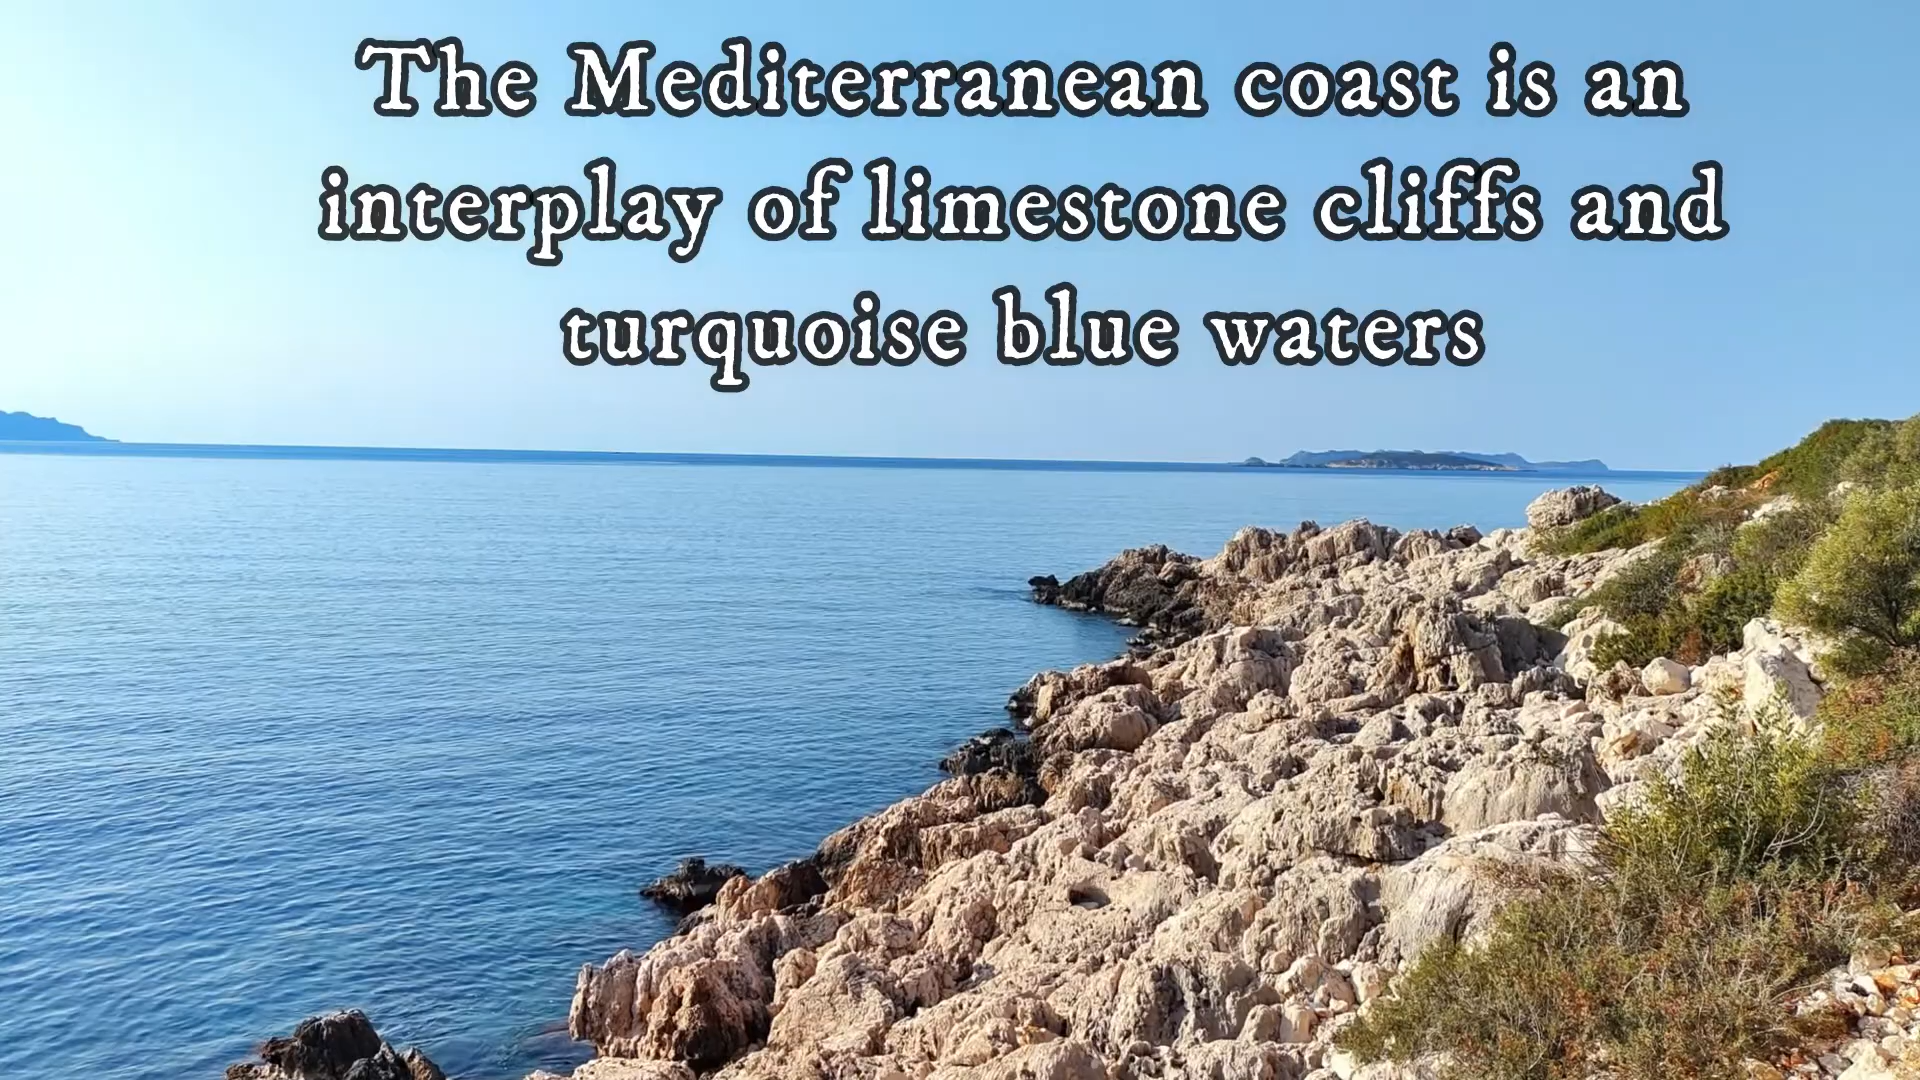 The Mediterranean coast is an
interplay of limestone cliffs and
turquoise blue waters